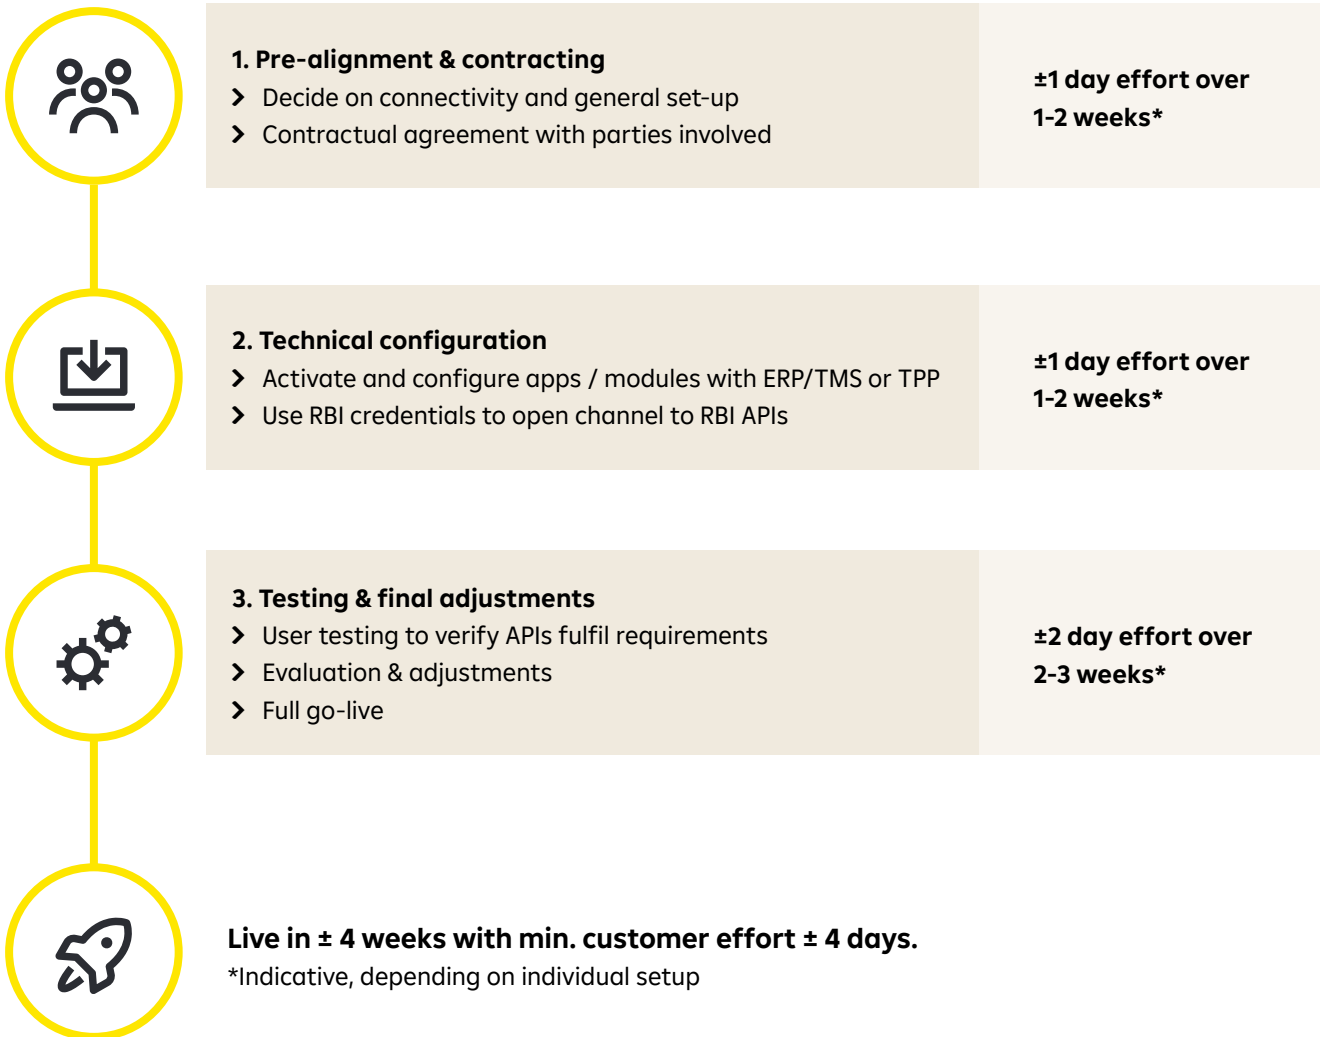 1. Pre-alignment & contracting
Decide on connectivity and general set-up
Contractual agreement with parties involved
±1 day effort over
1-2 weeks*
2. Technical configuration
Activate and configure apps / modules with ERP/TMS or TPP
Use RBI credentials to open channel to RBI APIs
±1 day effort over
1-2 weeks*
3. Testing & final adjustments
User testing to verify APIs fulfil requirements
Evaluation & adjustments
Full go-live
±2 day effort over
2-3 weeks*
Live in ± 4 weeks with min. customer effort ± 4 days.
*Indicative, depending on individual setup